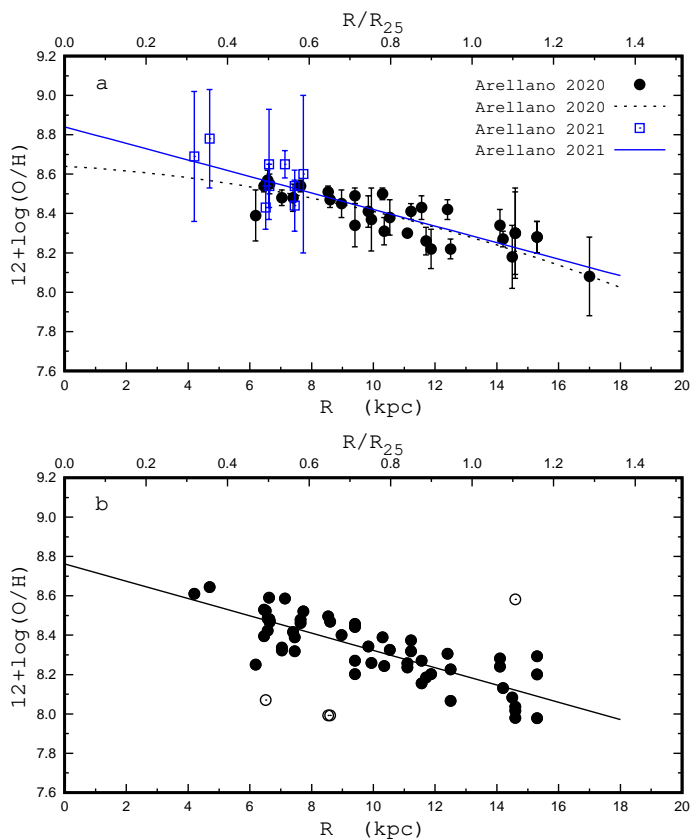 R/R25
0.0 0.2 0.4 0.6 0.8 1.0 1.2 1.4
9.2
9.0
8.8
8.6
8.4
8.2
8.0
7.8
7.6
12+log(O/H)
a
Arellano 2020
Arellano 2020
Arellano 2021
Arellano 2021
0 2 4 6 8 10 12 14 16 18 20
R (kpc)
R/R25
0.0 0.2 0.4 0.6 0.8 1.0 1.2 1.4
9.2
9.0
8.8
8.6
8.4
8.2
8.0
7.8
7.6
12+log(O/H)
b
0 2 4 6 8 10 12 14 16 18 20
R (kpc)